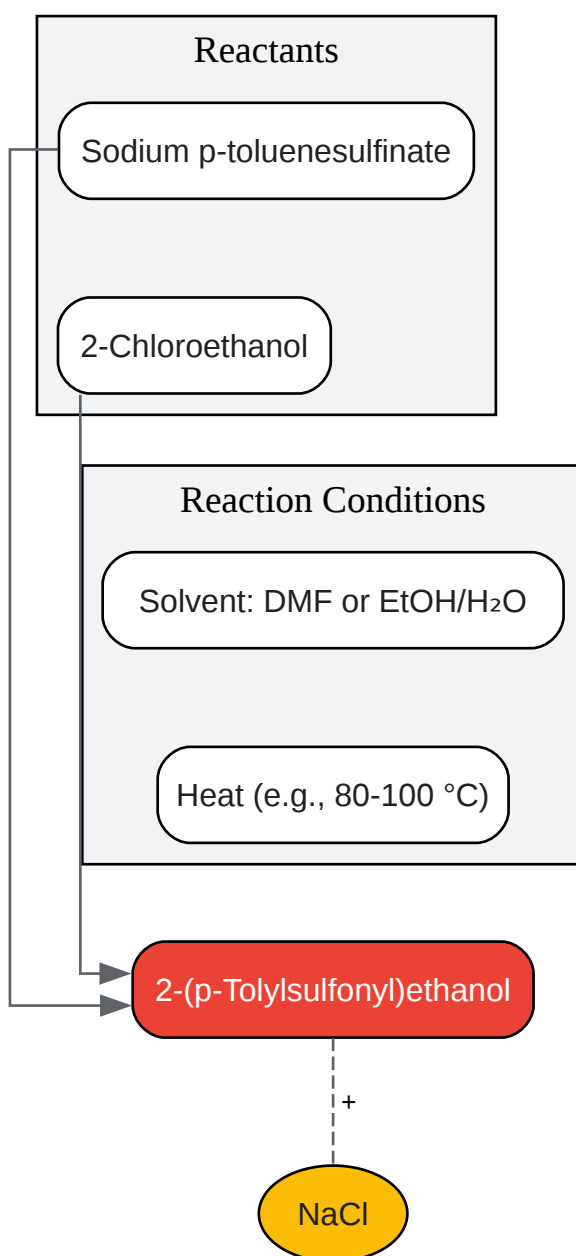 Reactants
Sodium p-toluenesulfinate
2-Chloroethanol
Reaction Conditions
Solvent: DMF or EtOH/H₂O
Heat (e.g., 80-100 °C)
2-(p-Tolylsulfonyl)ethanol
+
NaCl